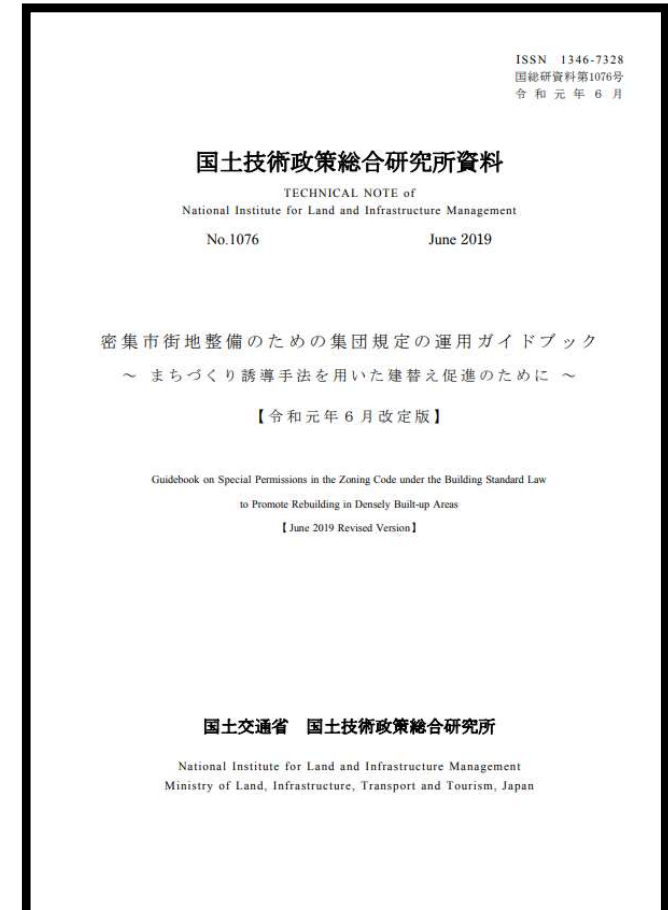 ISSN 1346-7328
国総研資料第1076号
令和元年6月
国土技術政策総合研究所資料
TECHNICAL NOTE of
National Institute for Land and Infrastructure Management
No.1076 June 2019
密集市街地整備のための集団規定の運用ガイドブック
～ まちづくり誘導手法を用いた建替え促進のために ～
【令和元年6月改定版】
Guidebook on Special Permissions in the Zoning Code under the Building Standard Law
to Promote Rebuilding in Densely Built-up Areas
【June 2019 Revised Version】
国土交通省 国土技術政策総合研究所
National Institute for Land and Infrastructure Management
Ministry of Land, Infrastructure, Transport and Tourism, Japan